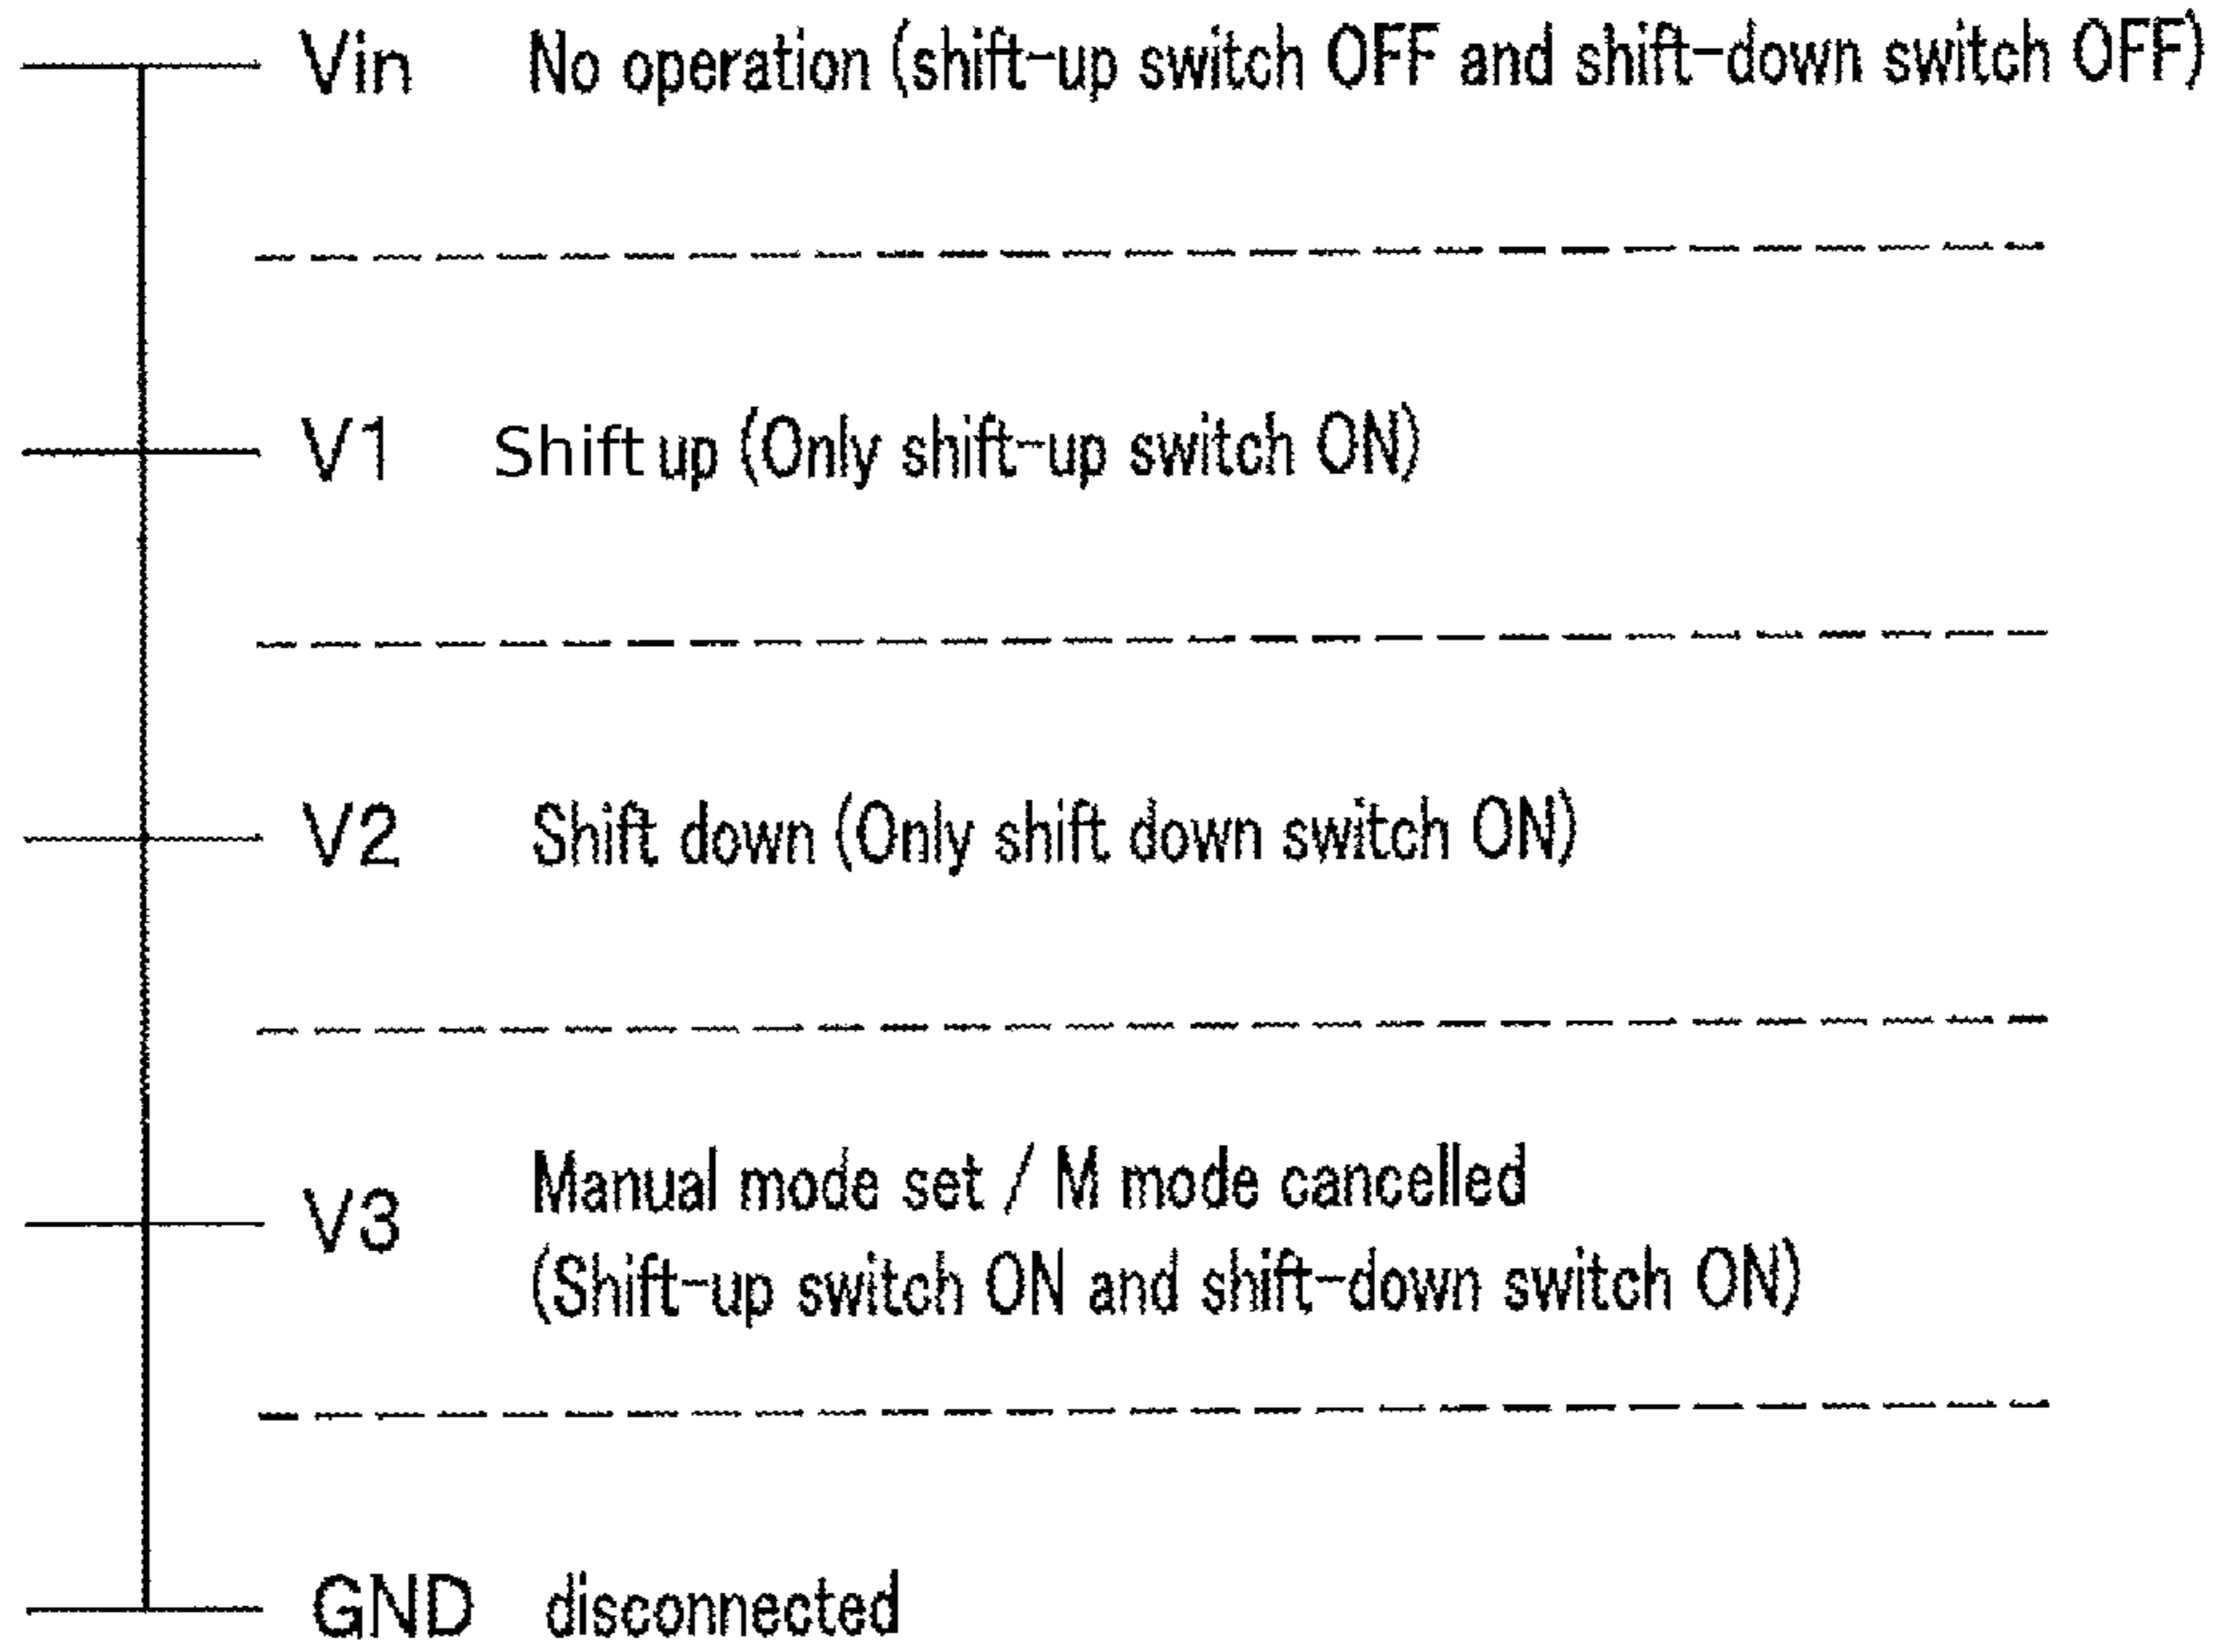 Vin No operation (shift-up switch OFF and shift-down switch OFF)
V1 Shift up (Only shift-up switch ON)
V2 Shift down (Only shift down switch ON)
Manual mode set / M mode cancelled
V3
(Shift-up switch ON and shift-down switch ON)
GND disconnected